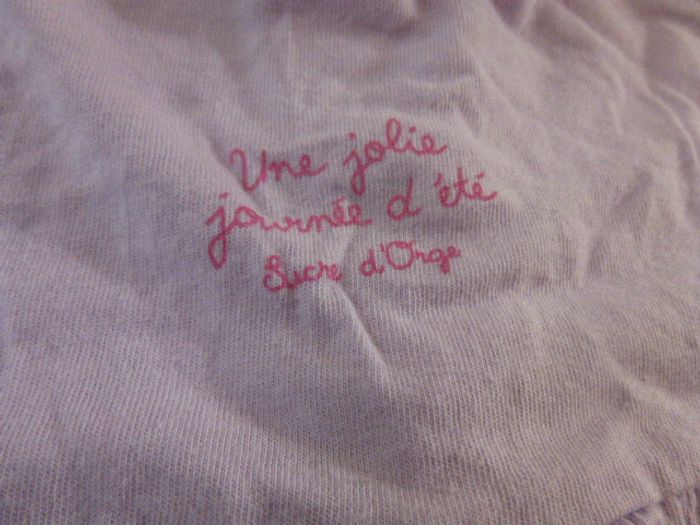 Une jolie
journée d'été
Sucre d'Orge